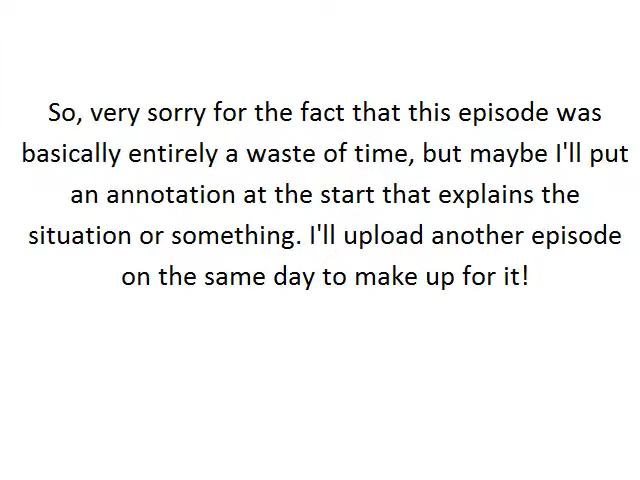 So, very sorry for the fact that this episode was
basically entirely a waste of time, but maybe I'll put
an annotation at the start that explains the
situation or something. I'll upload another episode
on the same day to make up for it!